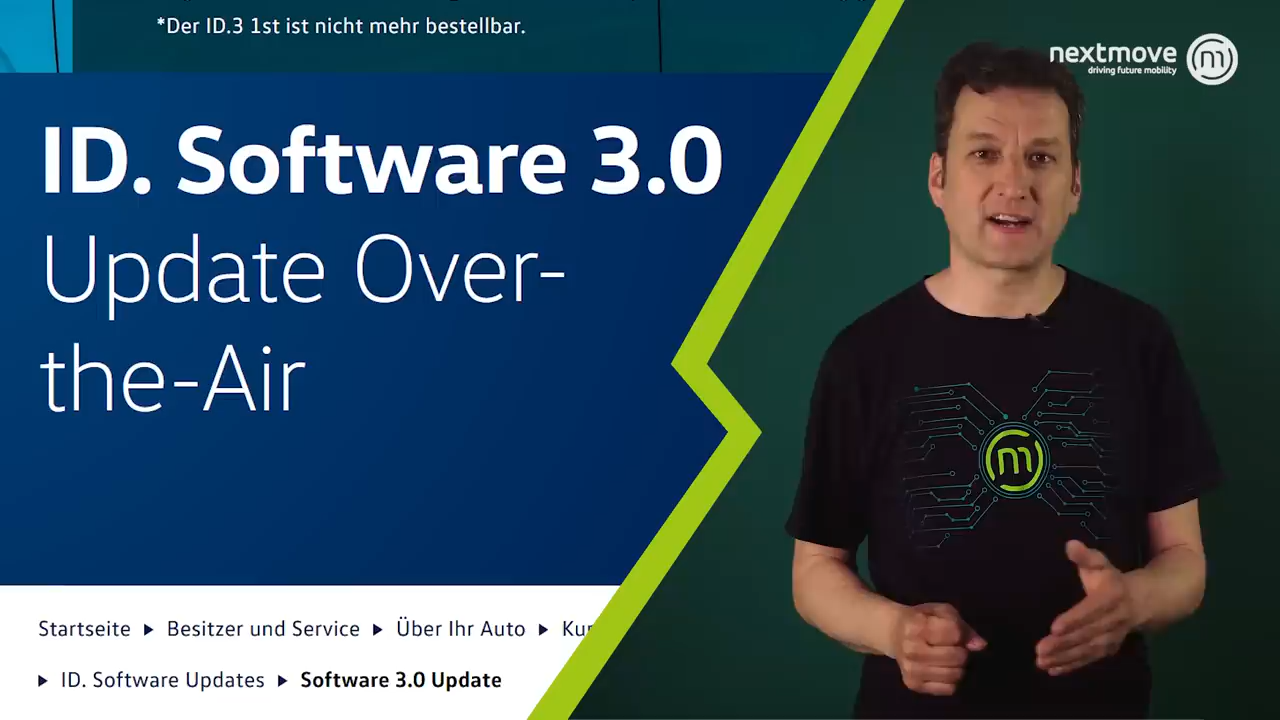 *Der ID.3 1st ist nicht mehr bestellbar.
nextmove
driving future mobility
ID. Software 3.0
Update Over-
the-Air
Startseite ▶ Besitzer und Service ▶ Über Ihr Auto ▶
▶ ID. Software Updates ▶ Software 3.0 Update